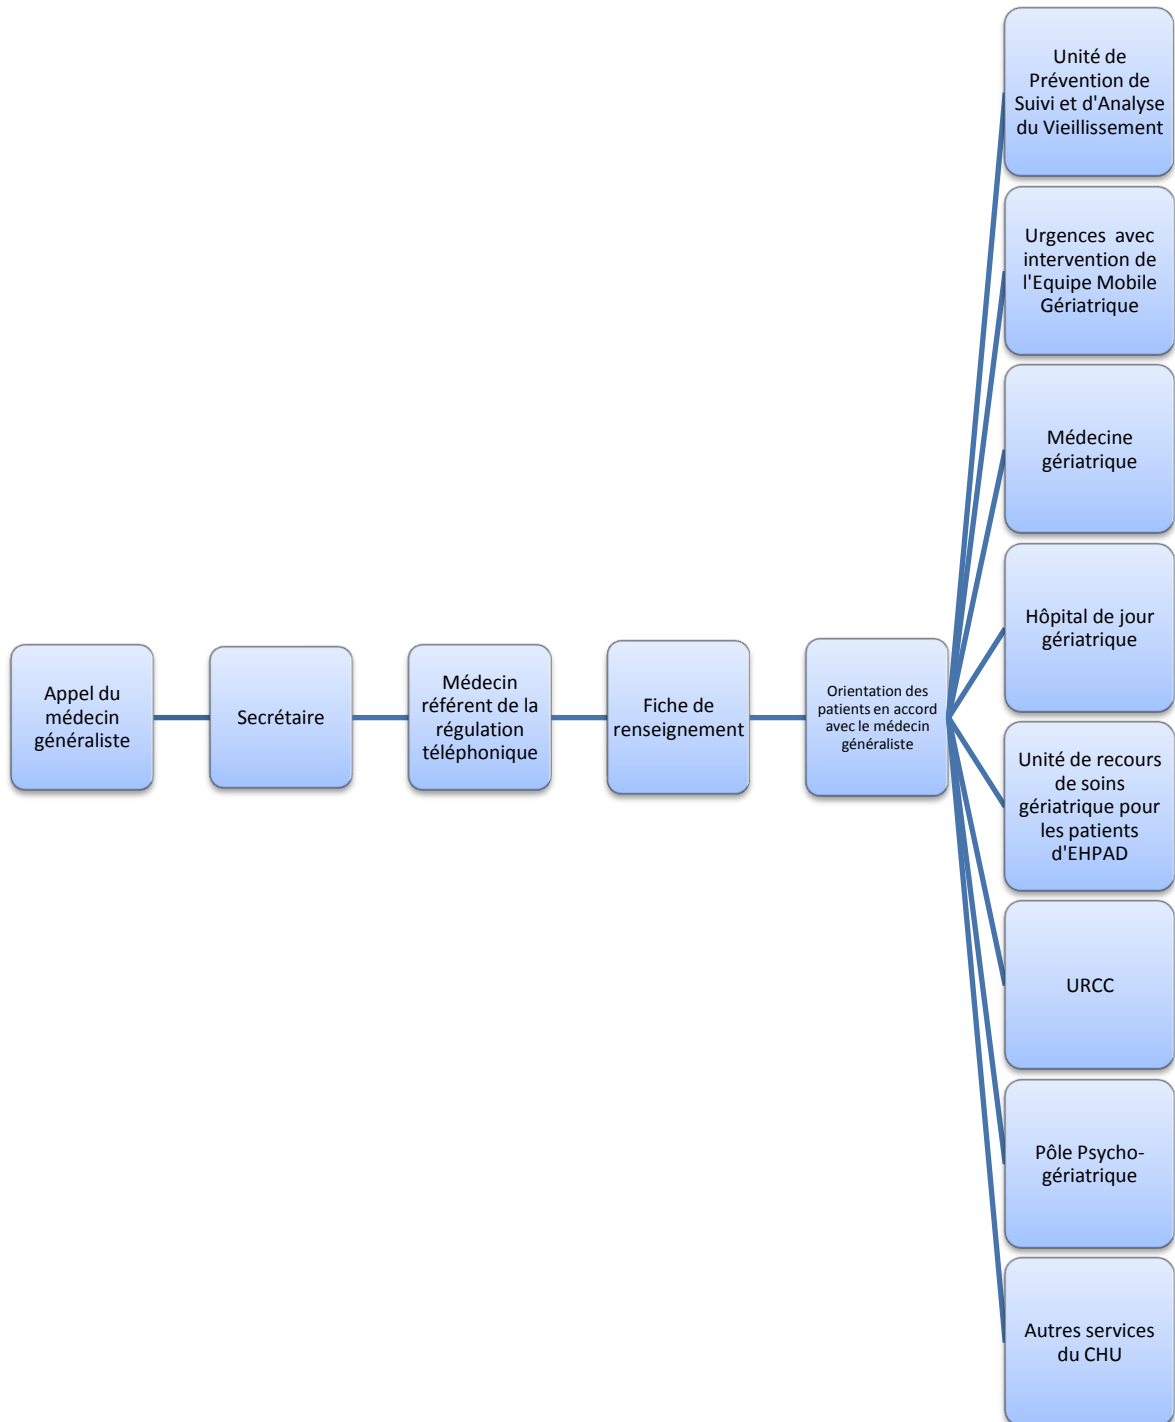 Appel du
médecin
généraliste
Secrétaire
Médecin
référent de la
régulation
téléphonique
Fiche de
renseignement
Orientation des
patients en accord
avec le médecin
généraliste
Unité de
Prévention de
Suivi et d'Analyse
du Vieillissement
Urgences avec
intervention de
l'Equipe Mobile
Gériatrique
Médecine
gériatrique
Hôpital de jour
gériatrique
Unité de recours
de soins
gériatrique pour
les patients
d'EHPAD
URCC
Pôle Psycho-
gériatrique
Autres services
du CHU